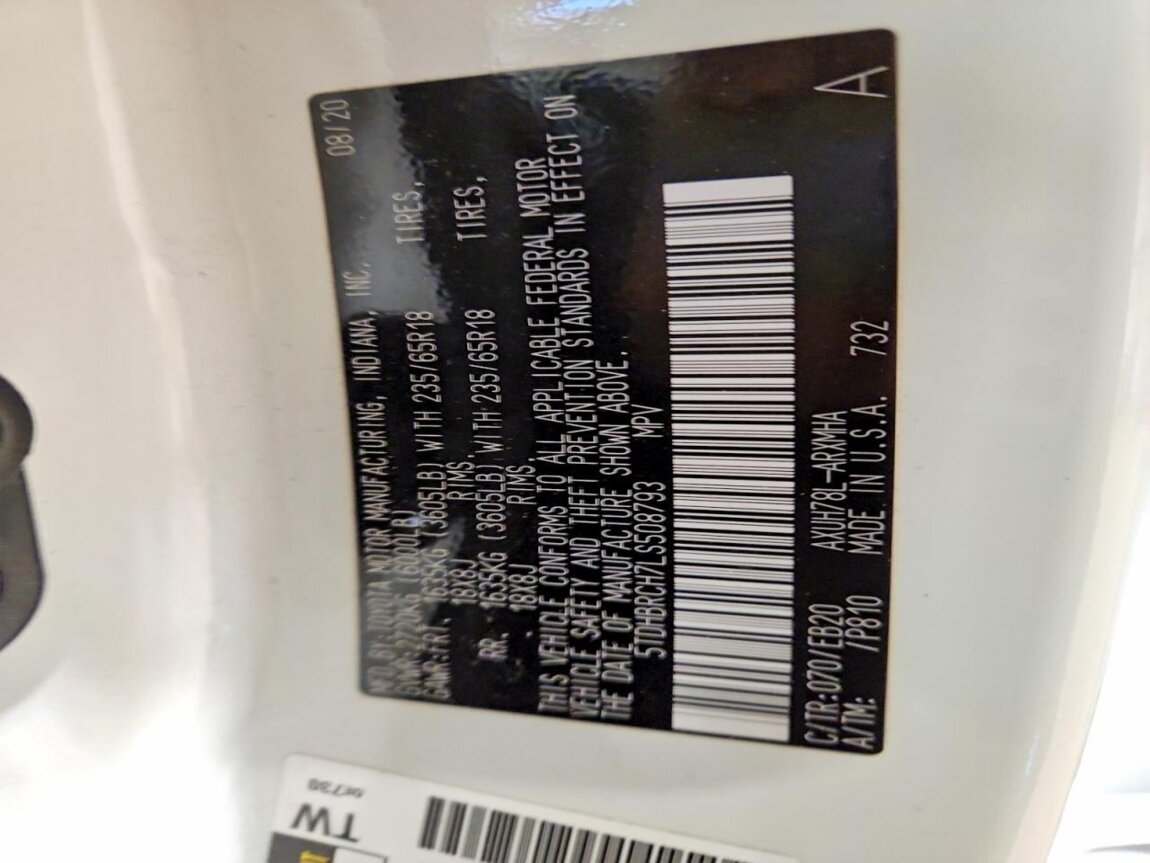 MFD.BY:TOYOTA MOTOR MANUFACTURING, INDIANA, INC. 08/20
GVWR:2720KG (6000LB)
GAWR:FR. 1635KG (3605LB) WITH 235/65R18 TIRES,
18X8J RIMS,
RR. 1635KG (3605LB) WITH 235/65R18 TIRES,
18X8J RIMS,
THIS VEHICLE CONFORMS TO ALL APPLICABLE FEDERAL MOTOR
VEHICLE SAFETY AND THEFT PREVENTION STANDARDS IN EFFECT ON
THE DATE OF MANUFACTURE SHOWN ABOVE.
5TDHBRCH7LS508793 MPV
C/TR:070/EB20 AXUH78L-ARXMHA A
A/TM: /P810 MADE IN U.S.A. 732
TW